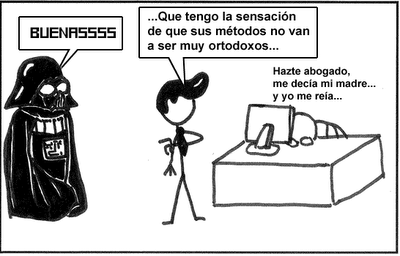 BUENASSSS
...Que tengo la sensación
de que sus métodos no van
a ser muy ortodoxos...
Hazte abogado,
me decía mi madre...
y yo me reía...